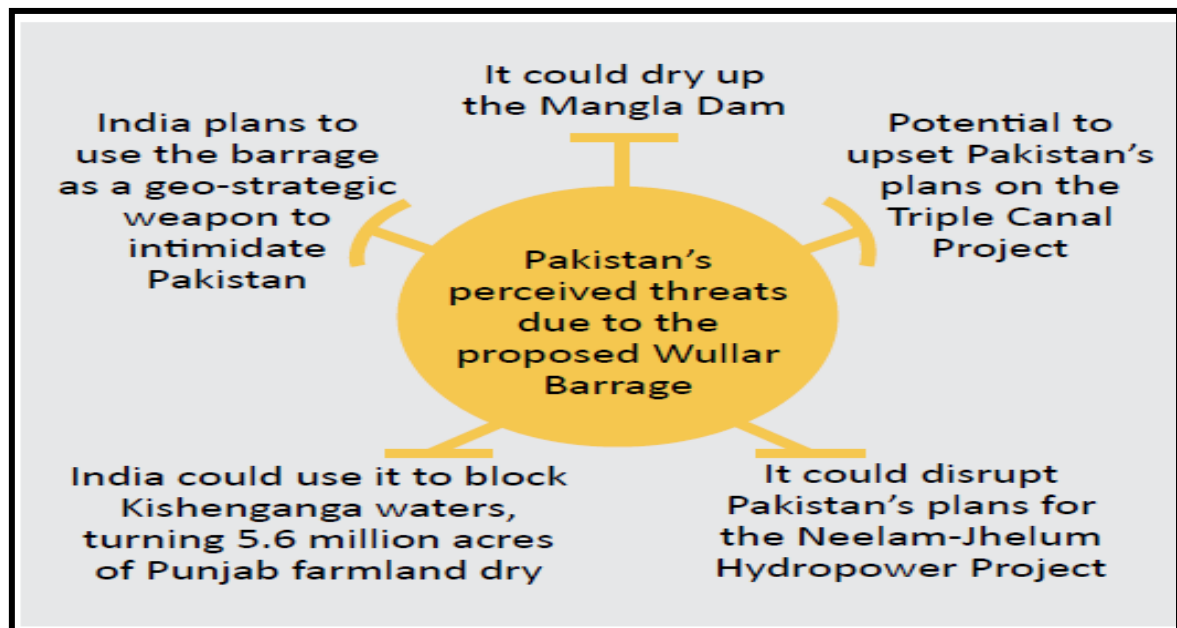 It could dry up
the Mangla Dam
India plans to
use the barrage
as a geo-strategic
weapon to
intimidate
Pakistan
Potential to
upset Pakistan’s
plans on the
Triple Canal
Project
Pakistan’s
perceived threats
due to the
proposed Wullar
Barrage
India could use it to block
Kishenganga waters,
turning 5.6 million acres
of Punjab farmland dry
It could disrupt
Pakistan’s plans for
the Neelam-Jhelum
Hydropower Project